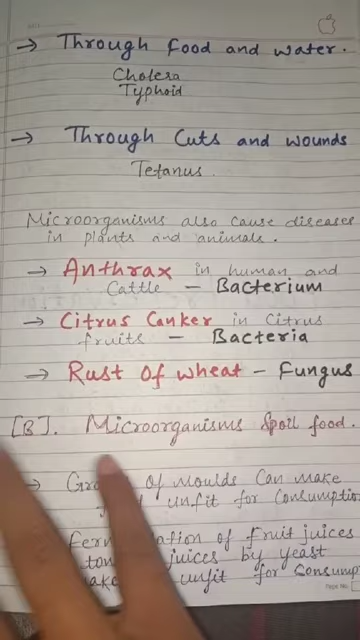 → Through food and water.
Cholera
Typhoid
→ Through Cuts and wounds
Tetanus.
Microorganisms also cause diseases
in plants and animals.
→ Anthrax in human and
Cattle – Bacterium
→ Citrus Canker in Citrus
fruits – Bacteria
→ Rust Of wheat – Fungus
[B]. Microorganisms Spoil food.
Of moulds Can make
unfit for Consumption
of fruit juices
juices by yeast
unfit for Consump